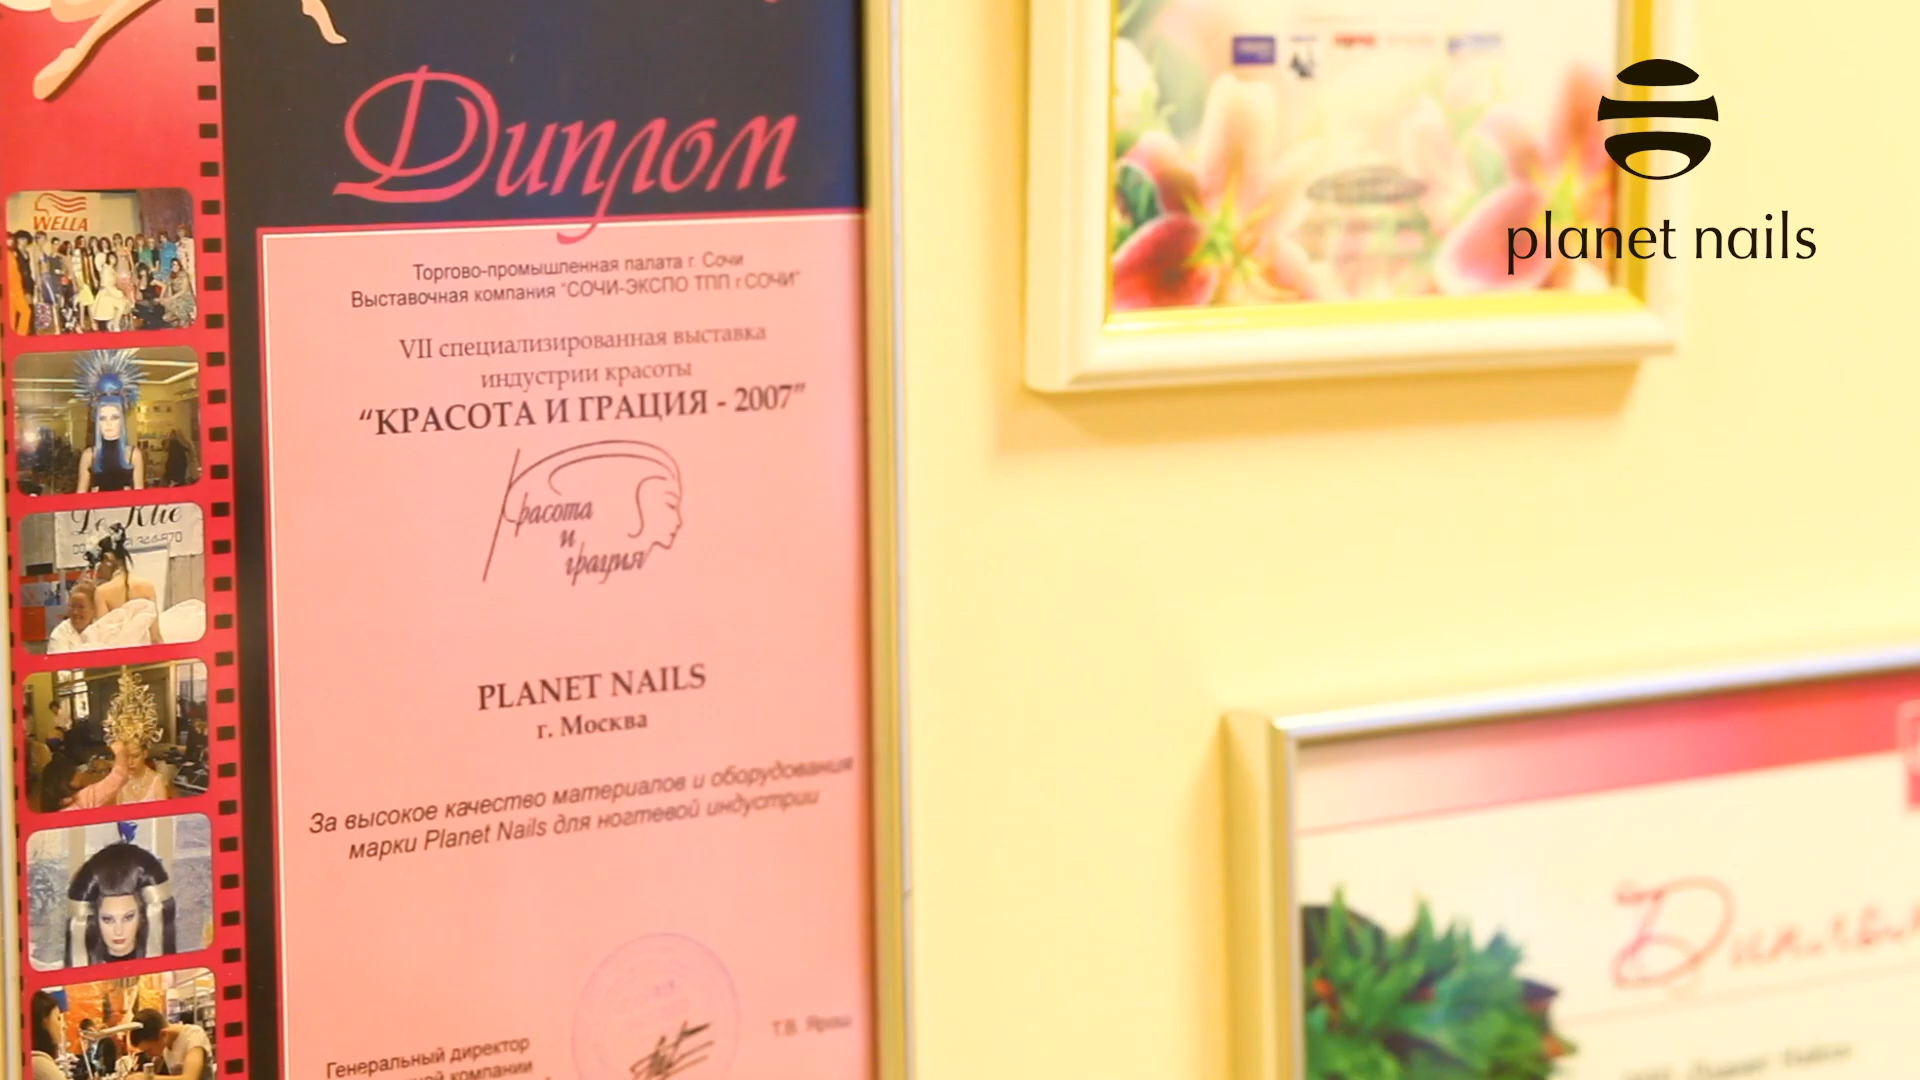 Диплом
Торгово-промышленная палата г. Сочи
Выставочная компания "СОЧИ-ЭКСПО ТПП г.СОЧИ"
VII специализированная выставка
индустрии красоты
“КРАСОТА И ГРАЦИЯ - 2007”
Красота
и
грация
PLANET NAILS
г. Москва
За высокое качество материалов и оборудования
марки Planet Nails для ногтевой индустрии
Генеральный директор
компании
Т.В. Ярош
WELLA
planet nails